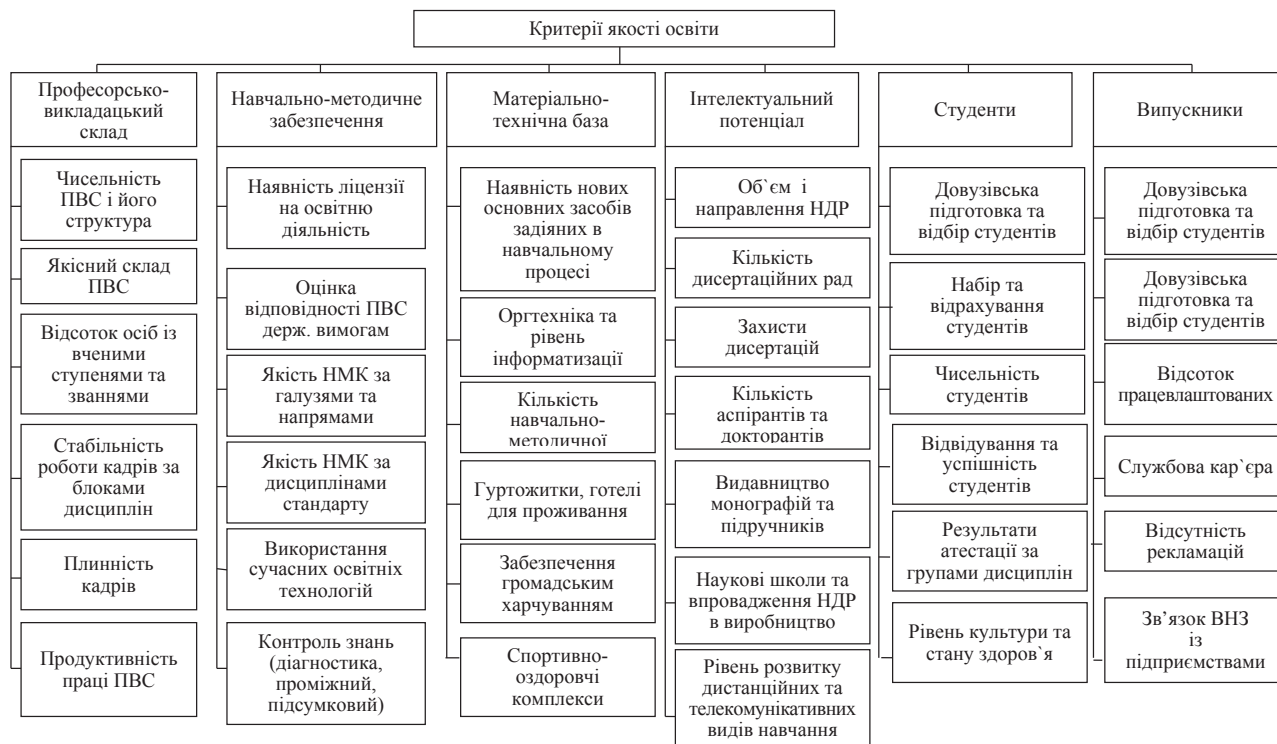 Критерії якості освіти
Професорсько-
викладацький
склад
Чисельність
ПВС і його
структура
Якісний склад
ПВС
Відсоток осіб із
вченими
ступенями та
званнями
Стабільність
роботи кадрів за
блоками
дисциплін
Плинність
кадрів
Продуктивність
праці ПВС
Навчально-методичне
забезпечення
Наявність ліцензії
на освітню
діяльність
Оцінка
відповідності ПВС
держ. вимогам
Якість НМК за
галузями та
напрямами
Якість НМК за
дисциплінами
стандарту
Використання
сучасних освітніх
технологій
Контроль знань
(діагностика,
проміжний,
підсумковий)
Матеріально-
технічна база
Наявність нових
основних засобів
задіяних в
навчальному
процесі
Оргтехніка та
рівень
інформатизації
Кількість
навчально-
методичної
Гуртожитки, готелі
для проживання
Забезпечення
громадським
харчуванням
Спортивно-
оздоровчі
комплекси
Інтелектуальний
потенціал
Об`єм і
направлення НДР
Кількість
дисертаційних рад
Захисти
дисертацій
Кількість
аспірантів та
докторантів
Видавництво
монографій та
підручників
Наукові школи та
впровадження НДР
в виробництво
Рівень розвитку
дистанційних та
телекомунікативних
видів навчання
Студенти
Довузівська
підготовка та
відбір студентів
Набір та
відрахування
студентів
Чисельність
студентів
Відвідування та
успішність
студентів
Результати
атестації за
групами дисциплін
Рівень культури та
стану здоров`я
Випускники
Довузівська
підготовка та
відбір студентів
Довузівська
підготовка та
відбір студентів
Відсоток
працевлаштованих
Службова кар`єра
Відсутність
рекламацій
Зв’язок ВНЗ
із
підприємствами